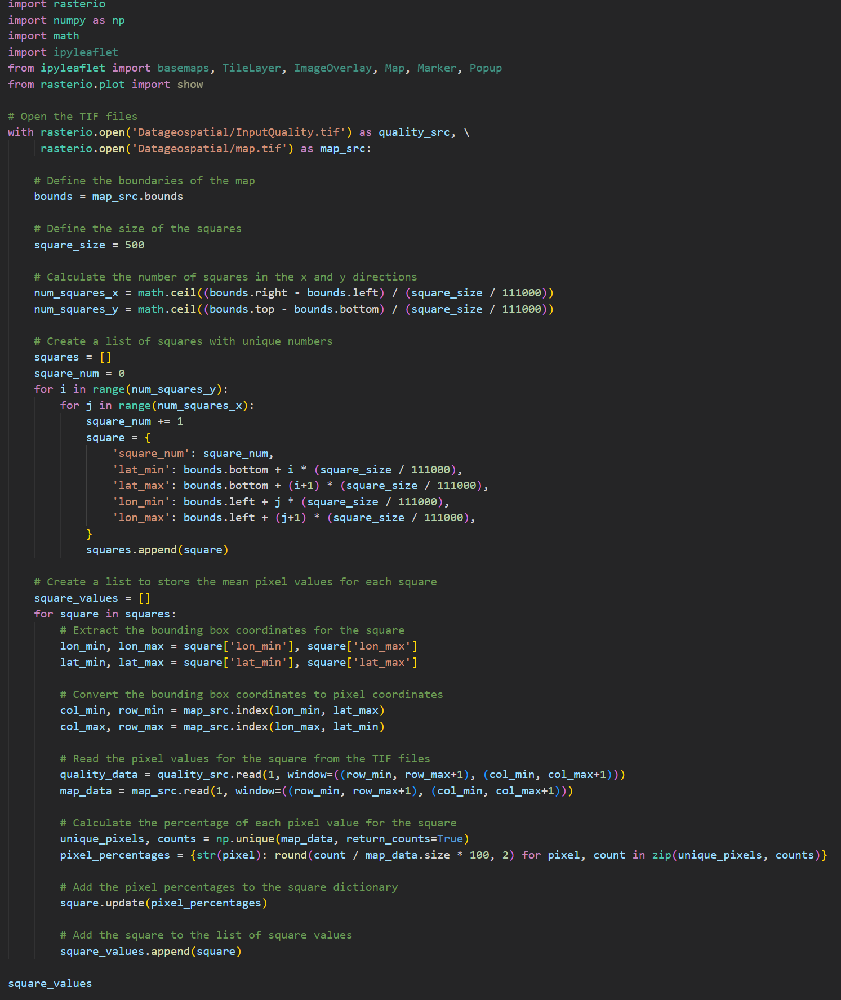 import rasterio
import numpy as np
import math
import ipyleaflet
from ipyleaflet import basemaps, TileLayer, ImageOverlay, Map, Marker, Popup
from rasterio.plot import show

# Open the TIF files
with rasterio.open('Datageospatial/InputQuality.tif') as quality_src, \
     rasterio.open('Datageospatial/map.tif') as map_src:

    # Define the boundaries of the map
    bounds = map_src.bounds

    # Define the size of the squares
    square_size = 500

    # Calculate the number of squares in the x and y directions
    num_squares_x = math.ceil((bounds.right - bounds.left) / (square_size / 111000))
    num_squares_y = math.ceil((bounds.top - bounds.bottom) / (square_size / 111000))

    # Create a list of squares with unique numbers
    squares = []
    square_num = 0
    for i in range(num_squares_y):
        for j in range(num_squares_x):
            square_num += 1
            square = {
                'square_num': square_num,
                'lat_min': bounds.bottom + i * (square_size / 111000),
                'lat_max': bounds.bottom + (i+1) * (square_size / 111000),
                'lon_min': bounds.left + j * (square_size / 111000),
                'lon_max': bounds.left + (j+1) * (square_size / 111000),
            }
            squares.append(square)

    # Create a list to store the mean pixel values for each square
    square_values = []
    for square in squares:
        # Extract the bounding box coordinates for the square
        lon_min, lon_max = square['lon_min'], square['lon_max']
        lat_min, lat_max = square['lat_min'], square['lat_max']

        # Convert the bounding box coordinates to pixel coordinates
        col_min, row_min = map_src.index(lon_min, lat_max)
        col_max, row_max = map_src.index(lon_max, lat_min)

        # Read the pixel values for the square from the TIF files
        quality_data = quality_src.read(1, window=((row_min, row_max+1), (col_min, col_max+1)))
        map_data = map_src.read(1, window=((row_min, row_max+1), (col_min, col_max+1)))

        # Calculate the percentage of each pixel value for the square
        unique_pixels, counts = np.unique(map_data, return_counts=True)
        pixel_percentages = {str(pixel): round(count / map_data.size * 100, 2) for pixel, count in zip(unique_pixels, counts)}

        # Add the pixel percentages to the square dictionary
        square.update(pixel_percentages)

        # Add the square to the list of square values
        square_values.append(square)

square_values